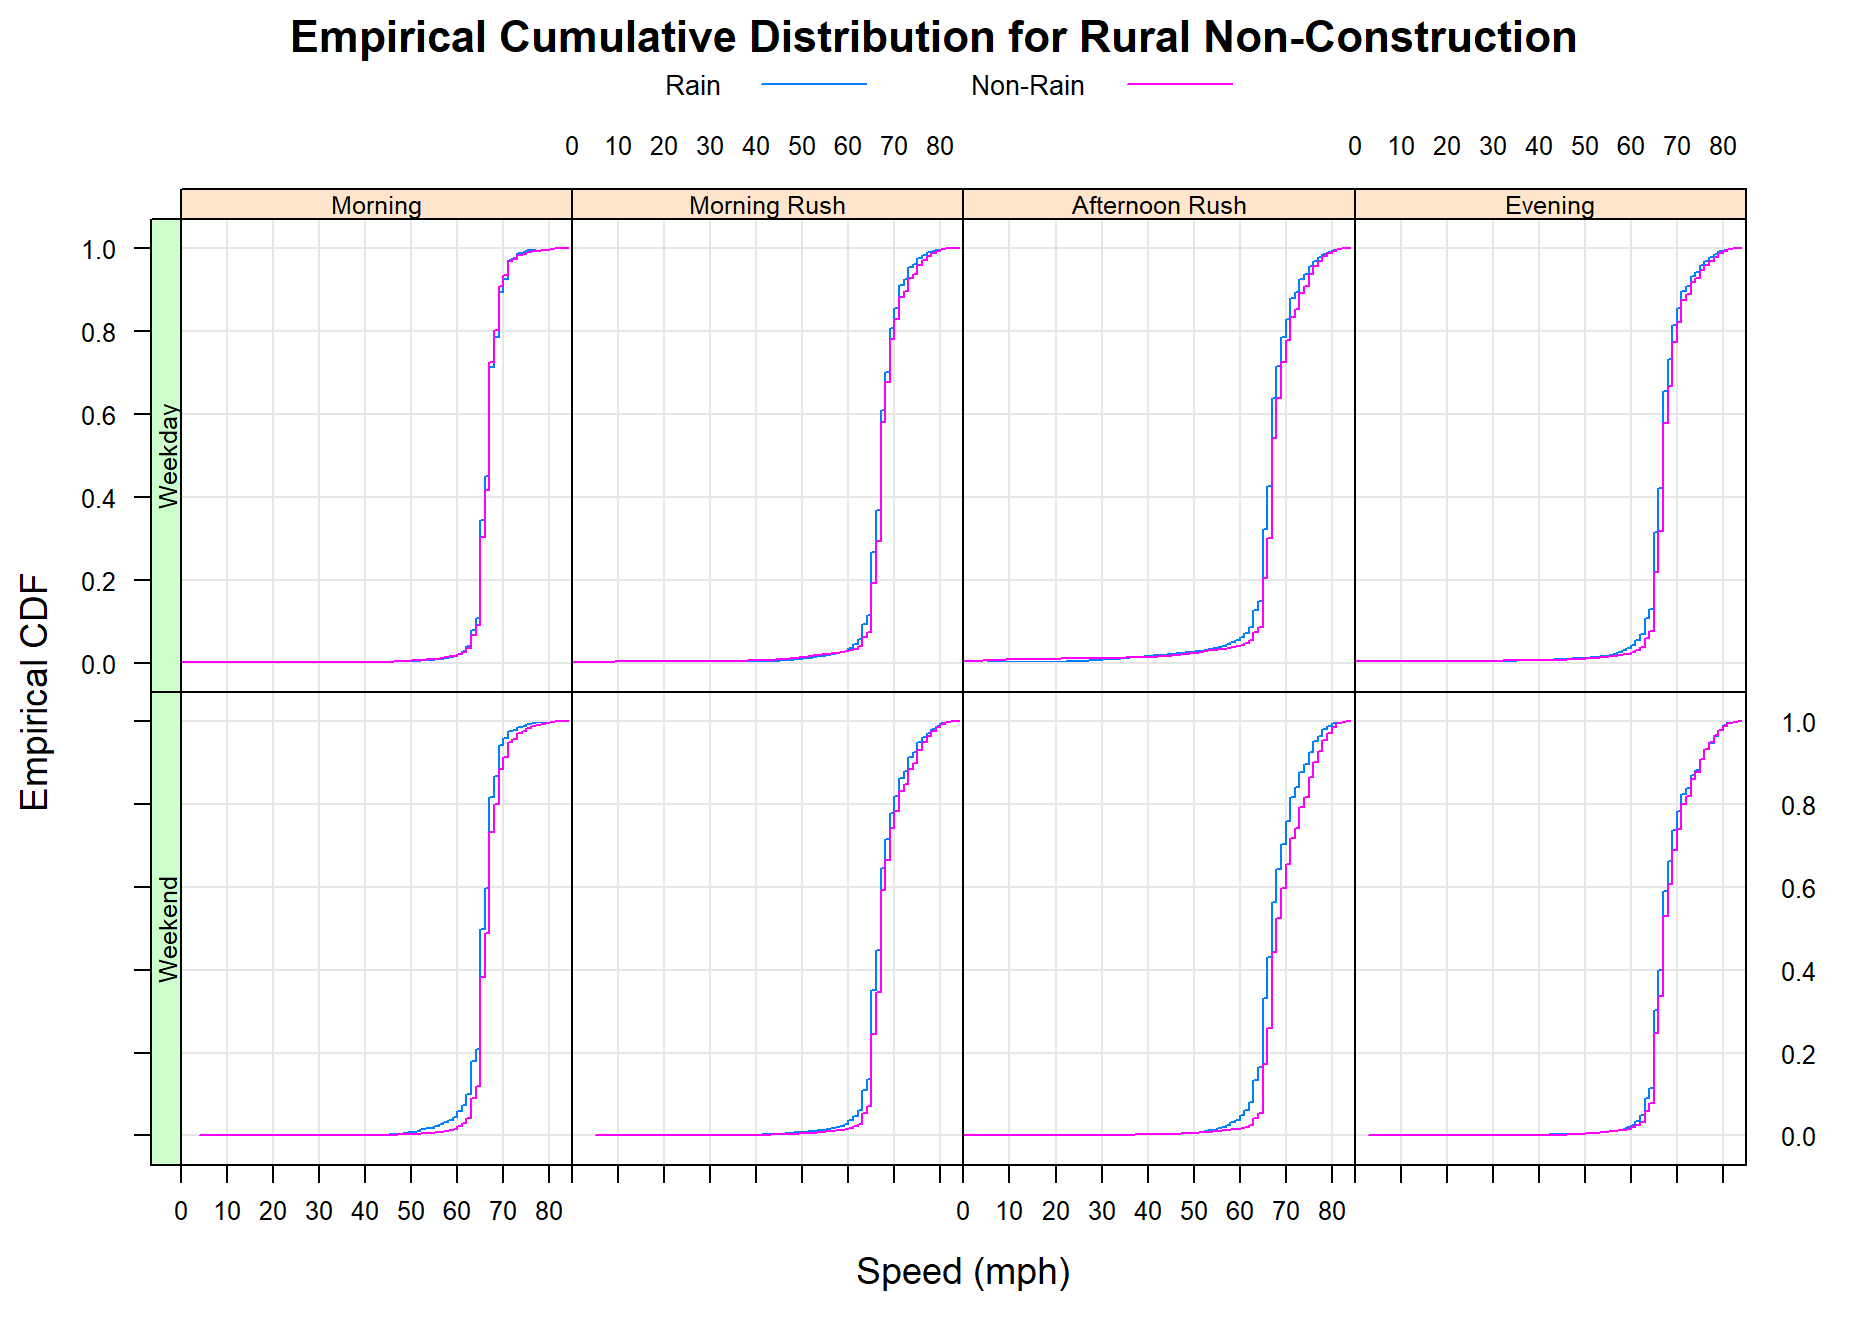 Empirical Cumulative Distribution for Rural Non-Construction
Rain Non-Rain
0 10 20 30 40 50 60 70 80 0 10 20 30 40 50 60 70 80
Morning Morning Rush Afternoon Rush Evening
1.0
0.8
0.6
0.4
0.2
0.0
Weekday
Empirical CDF
Weekend
1.0
0.8
0.6
0.4
0.2
0.0
0 10 20 30 40 50 60 70 80 0 10 20 30 40 50 60 70 80
Speed (mph)